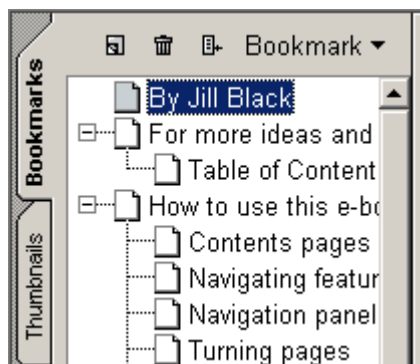 Bookmark
Bookmarks
Thumbnails
By Jill Black
For more ideas and
Table of Content
How to use this e-bo
Contents pages
Navigating featur
Navigation panel
Turning pages